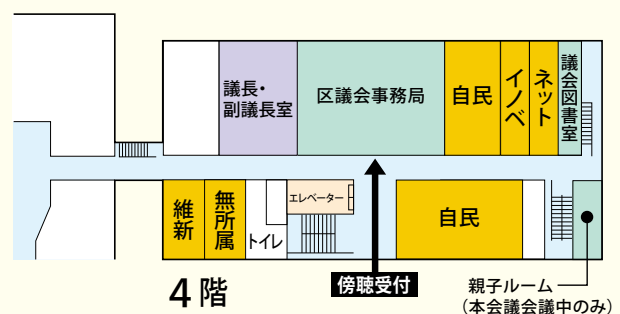 議長・
副議長室
区議会事務局
自民
イノベ
ネット
議会図書室
維新
無所属
トイレ
エレベーター
自民
4階
傍聴受付
親子ルーム
(本会議会議中のみ)